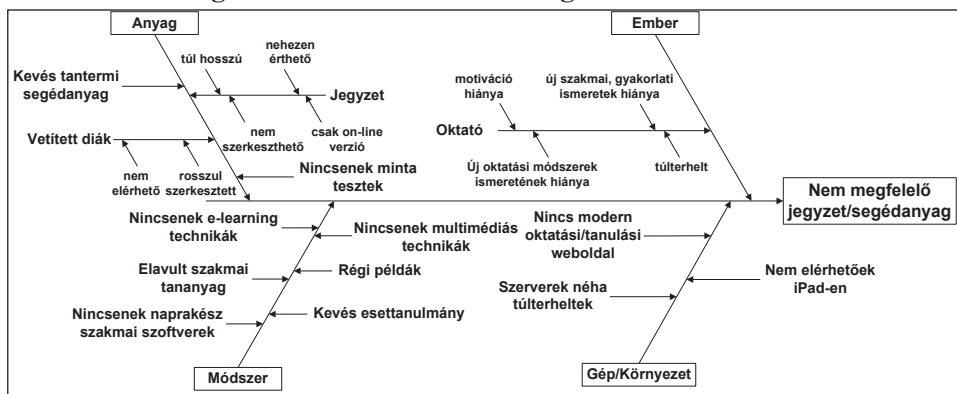 Anyag
Ember
Kevés tantermi
segédanyag
túl hosszú
nehezen
érthető
Jegyzet
nem
szerkeszthető
csak on-line
verzió
Vetített diák
nem
elérhető
rosszul
szerkesztett
Nincsenek minta
tesztek
motiváció
hiánya
új szakmai, gyakorlati
ismeretek hiánya
Oktató
Új oktatási módszerek
ismeretének hiánya
túlterhelt
Nem megfelelő
jegyzet/segédanyag
Nincsenek e-learning
technikák
Nincsenek multimédiás
technikák
Elavult szakmai
tananyag
Régi példák
Nincsenek naprakész
szakmai szoftverek
Kevés esettanulmány
Módszer
Nincs modern
oktatási/tanulási
weboldal
Szerverek néha
túlterheltek
Nem elérhetőek
iPad-en
Gép/Környezet